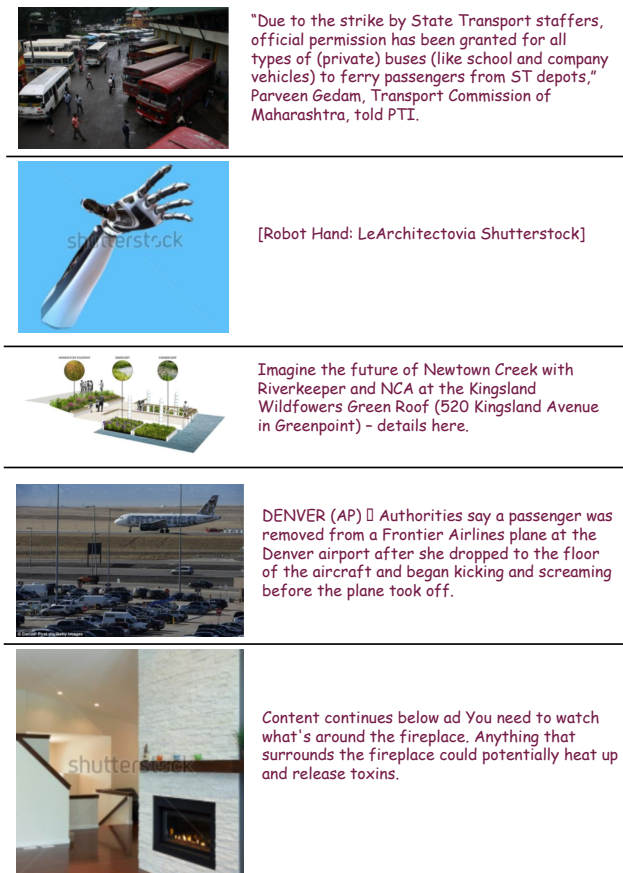 “Due to the strike by State Transport staffers,
official permission has been granted for all
types of (private) buses (like school and company
vehicles) to ferry passengers from ST depots,”
Parveen Gedam, Transport Commission of
Maharashtra, told PTI.
shutterstock
[Robot Hand: LeArchitectovia Shutterstock]
Imagine the future of Newtown Creek with
Riverkeeper and NCA at the Kingsland
Wildfowers Green Roof (520 Kingsland Avenue
in Greenpoint) – details here.
DENVER (AP) ▯ Authorities say a passenger was
removed from a Frontier Airlines plane at the
Denver airport after she dropped to the floor
of the aircraft and began kicking and screaming
before the plane took off.
© Denver Post via Getty Images
shutterstock
Content continues below ad You need to watch
what's around the fireplace. Anything that
surrounds the fireplace could potentially heat up
and release toxins.